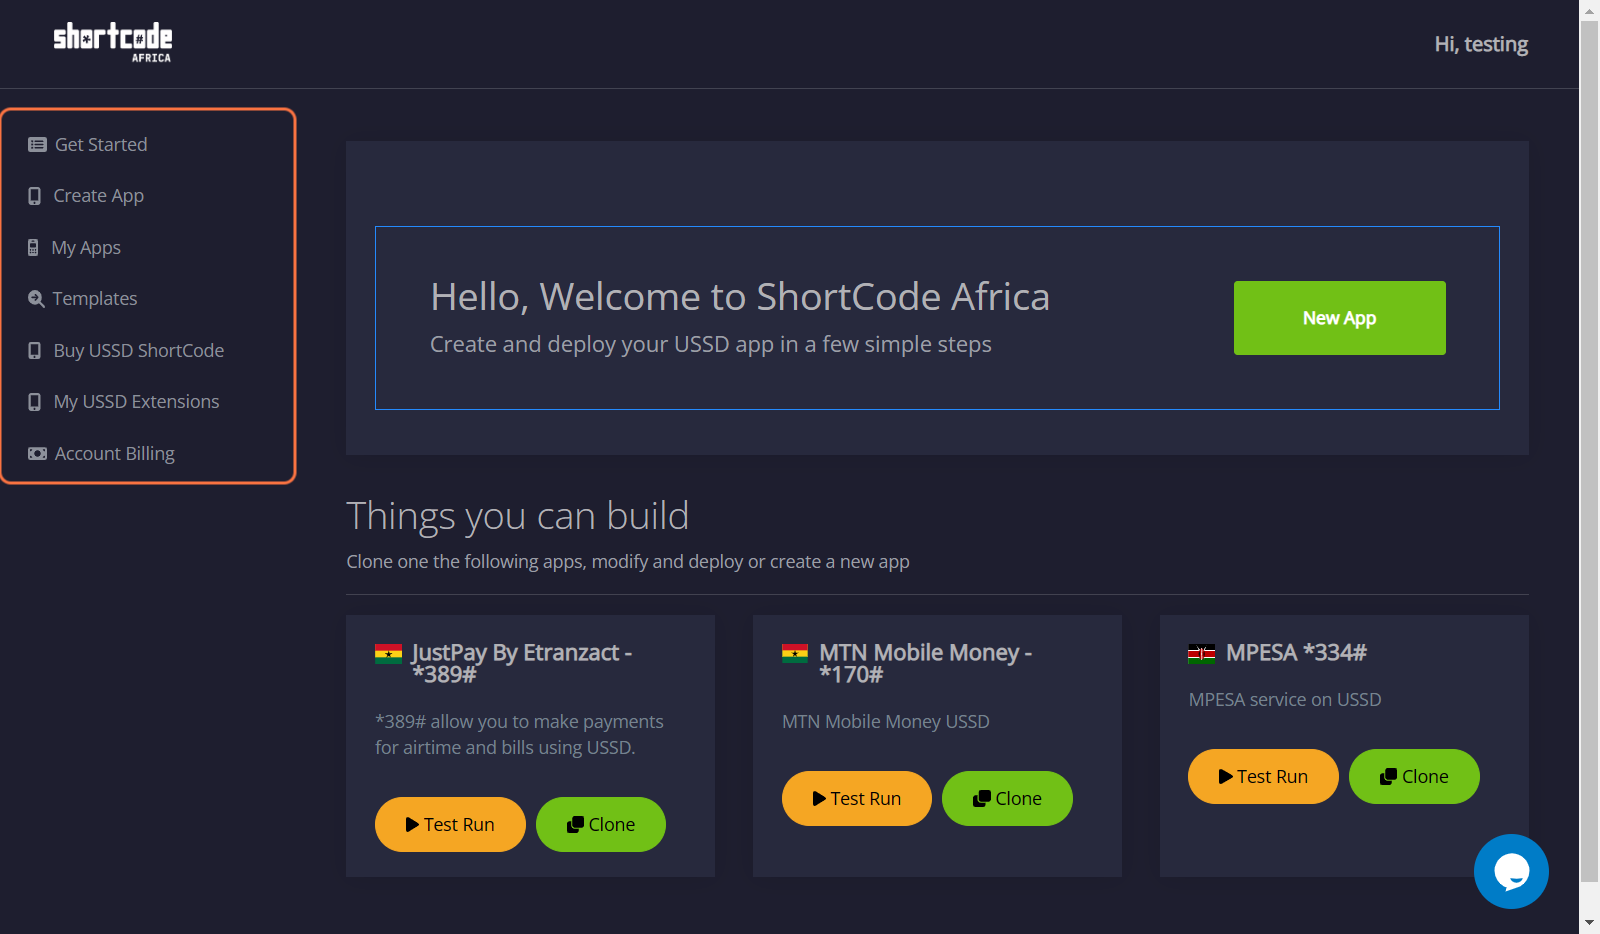 shortcode
AFRICA
Hi, testing
Get Started
Create App
My Apps
Templates
Buy USSD ShortCode
My USSD Extensions
Account Billing
Hello, Welcome to ShortCode Africa
Create and deploy your USSD app in a few simple steps
New App
Things you can build
Clone one the following apps, modify and deploy or create a new app
JustPay By Etranzact -
*389#
*389# allow you to make payments
for airtime and bills using USSD.
Test Run
Clone
MTN Mobile Money -
*170#
MTN Mobile Money USSD
Test Run
Clone
MPESA *334#
MPESA service on USSD
Test Run
Clone